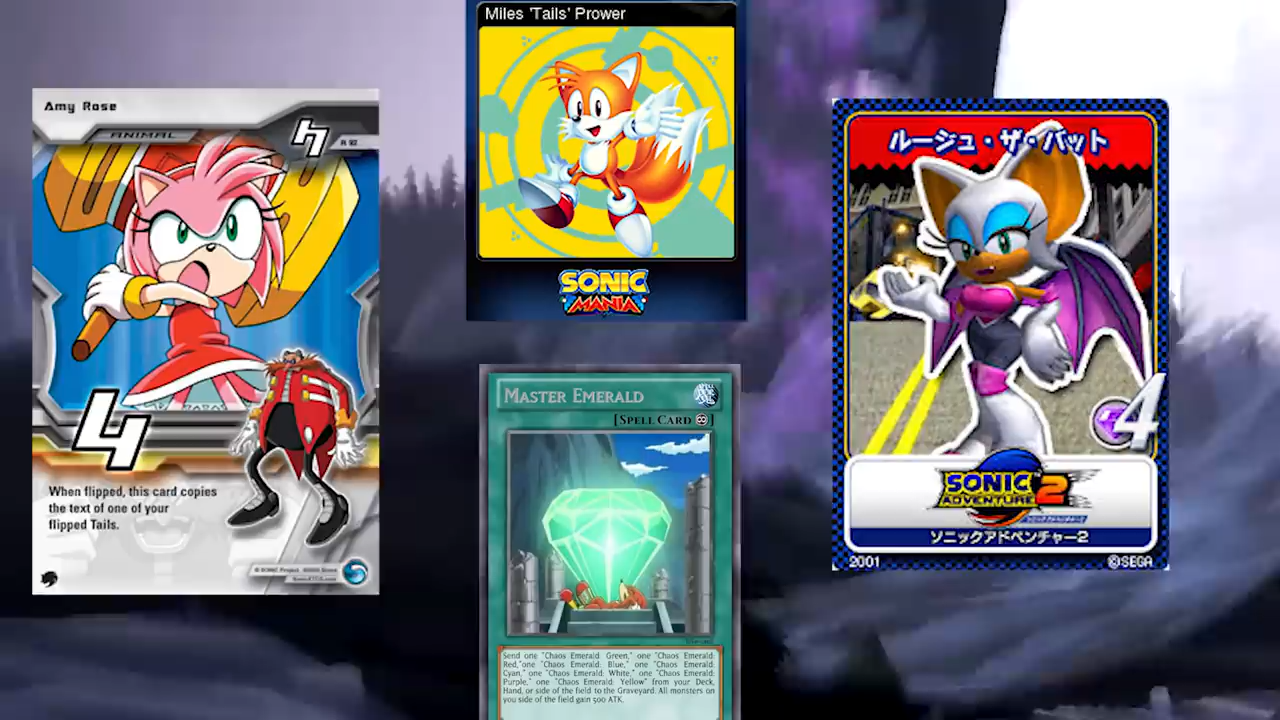 Amy Rose
ANIMAL
When flipped, this card copies
the text of one of your
flipped Tails.
4
Miles 'Tails' Prower
SONIC
MANIA
MASTER EMERALD
[SPELL CARD
Send one "Chaos Emerald: Green," one "Chaos Emerald:
Red,"one "Chaos Emerald: Blue," one "Chaos Emerald:
Cyan," one "Chaos Emerald: White," one "Chaos Emerald:
Purple," one "Chaos Emerald: Yellow" from your Deck,
Hand, or side of the field to the Graveyard. All monsters on
you side of the field gain 500 ATK.
ルージュ・ザ・バット
4
SONIC
ADVENTURE 2
ソニックアドベンチャー2
2001 ©SEGA